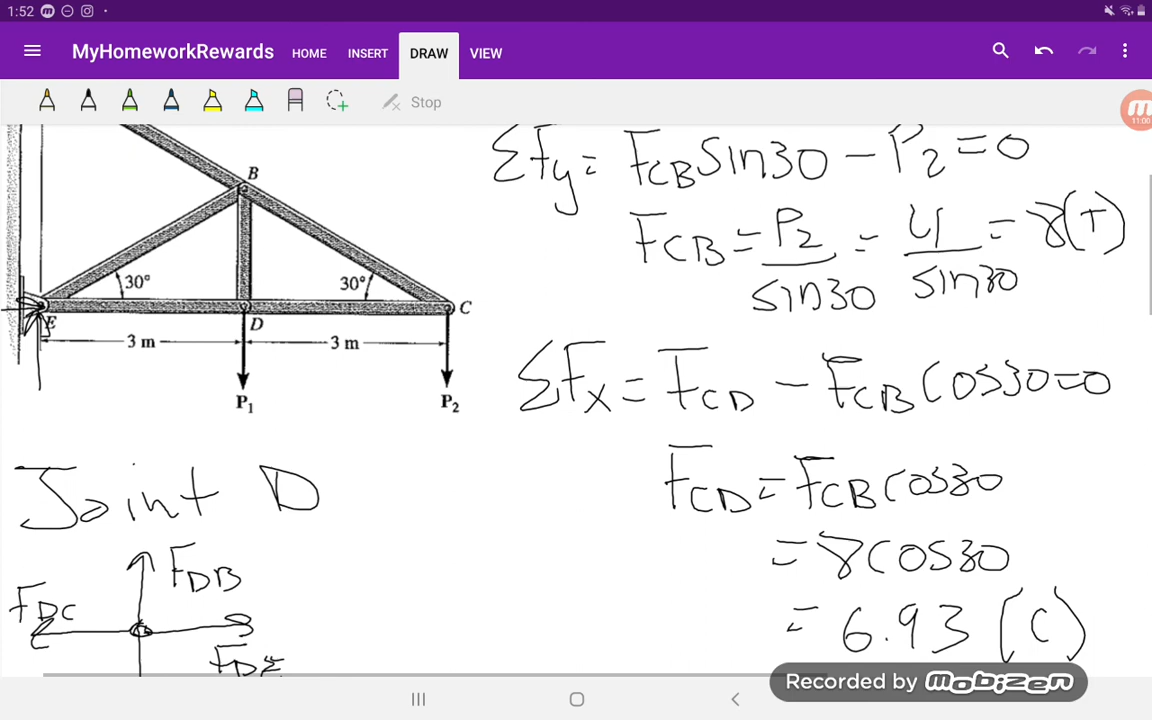 1:52
MyHomeworkRewards HOME INSERT DRAW VIEW
Stop
11:00
B
30° 30°
E D C
3 m 3 m
P₁ P₂
ΣFy = FCB sin30 - P₂ = 0
FCB = P₂/sin30 = 4/sin30 = 8(T)
ΣFx = FCD - FCB cos30=0
FCD = FCB cos30
= 8 cos30
= 6.93 (C)
Joint D
FDB
FDC
FDE
Recorded by mobizen